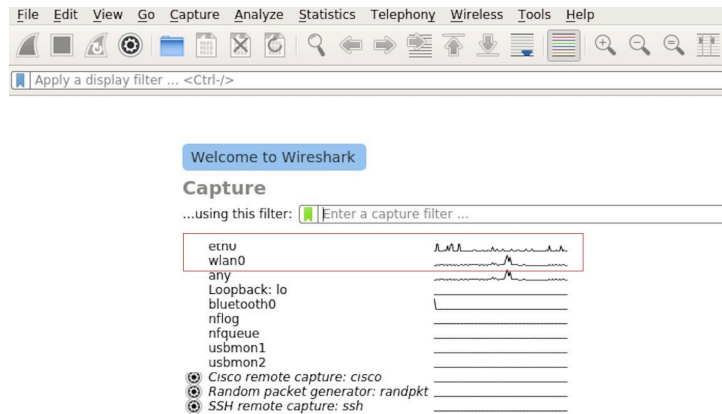 File Edit View Go Capture Analyze Statistics Telephony Wireless Tools Help
Apply a display filter ... <Ctrl-/>
Welcome to Wireshark
Capture
...using this filter: Enter a capture filter ...
eth0
wlan0
any
Loopback: lo
bluetooth0
nflog
nfqueue
usbmon1
usbmon2
Cisco remote capture: cisco
Random packet generator: randpkt
SSH remote capture: ssh